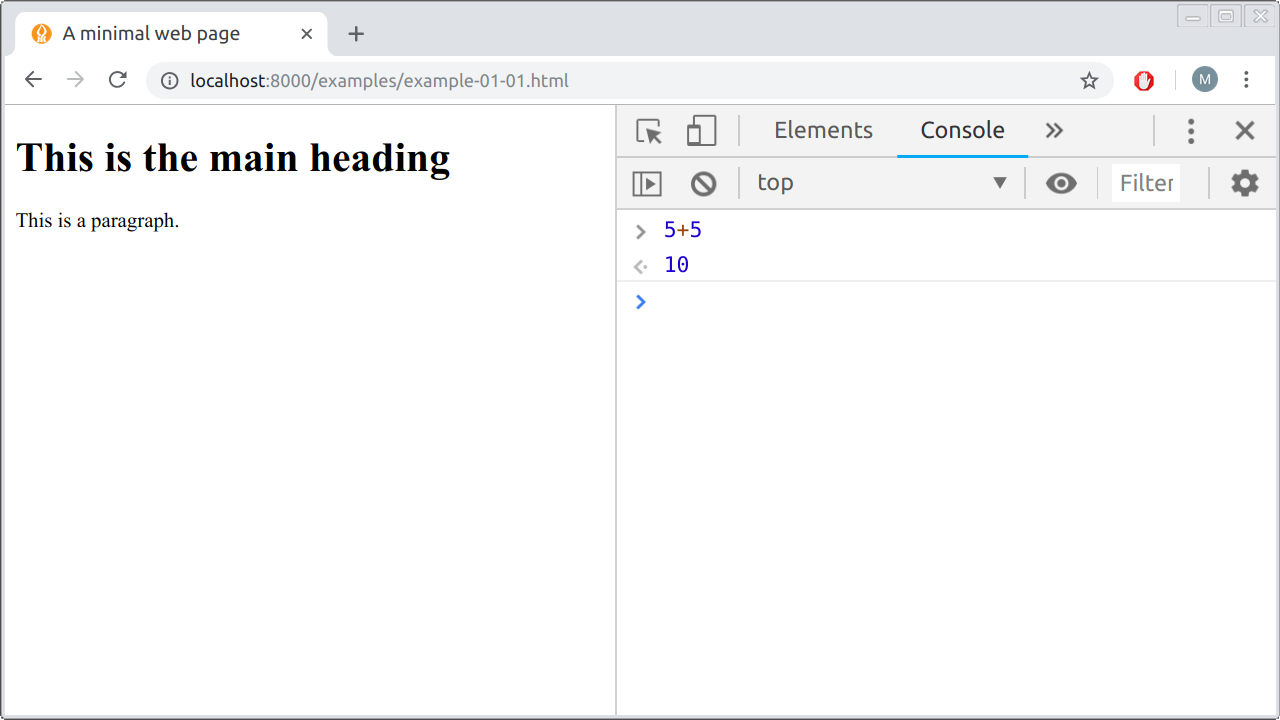 A minimal web page
localhost:8000/examples/example-01-01.html
M
This is the main heading
This is a paragraph.
Elements Console
top Filter
5+5
10